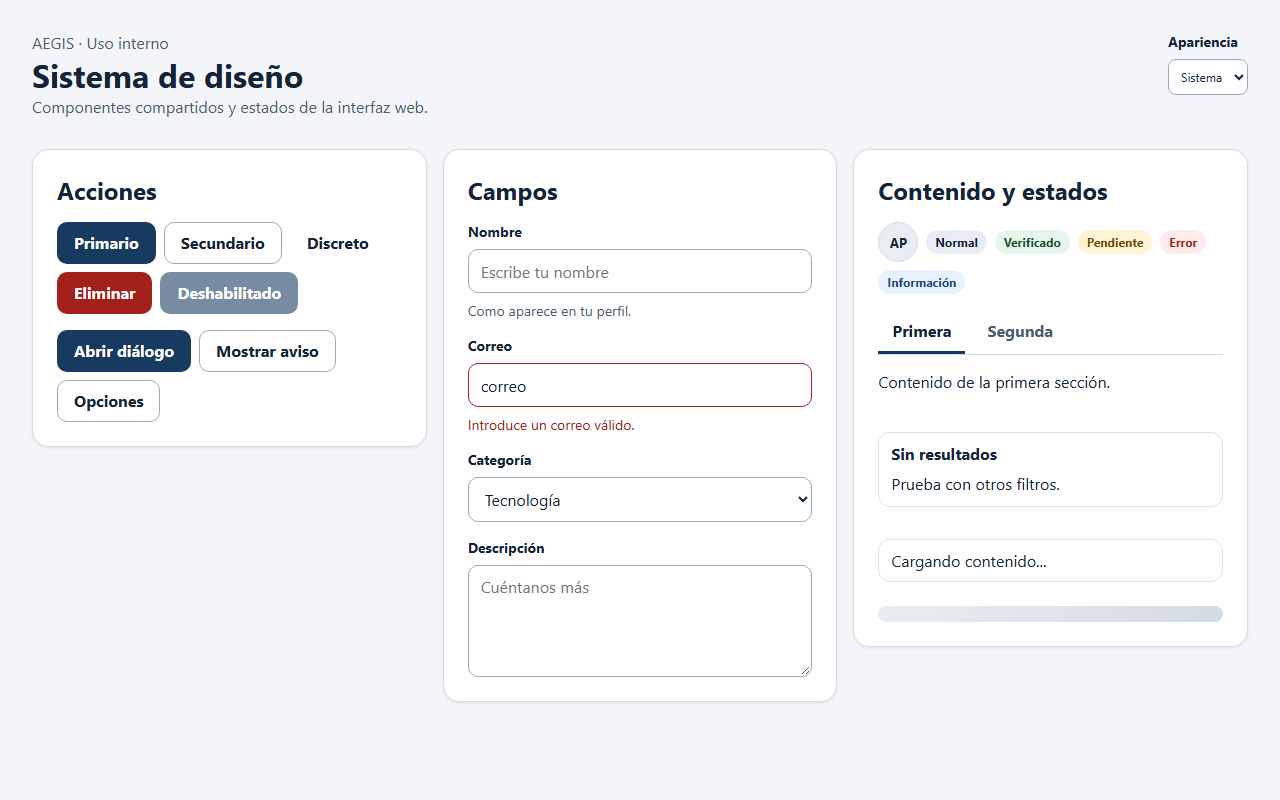 AEGIS · Uso interno
Sistema de diseño
Componentes compartidos y estados de la interfaz web.
Apariencia
Sistema
Acciones
Primario
Secundario
Discreto
Eliminar
Deshabilitado
Abrir diálogo
Mostrar aviso
Opciones
Campos
Nombre
Escribe tu nombre
Como aparece en tu perfil.
Correo
correo
Introduce un correo válido.
Categoría
Tecnología
Descripción
Cuéntanos más
Contenido y estados
AP
Normal
Verificado
Pendiente
Error
Información
Primera
Segunda
Contenido de la primera sección.
Sin resultados
Prueba con otros filtros.
Cargando contenido...